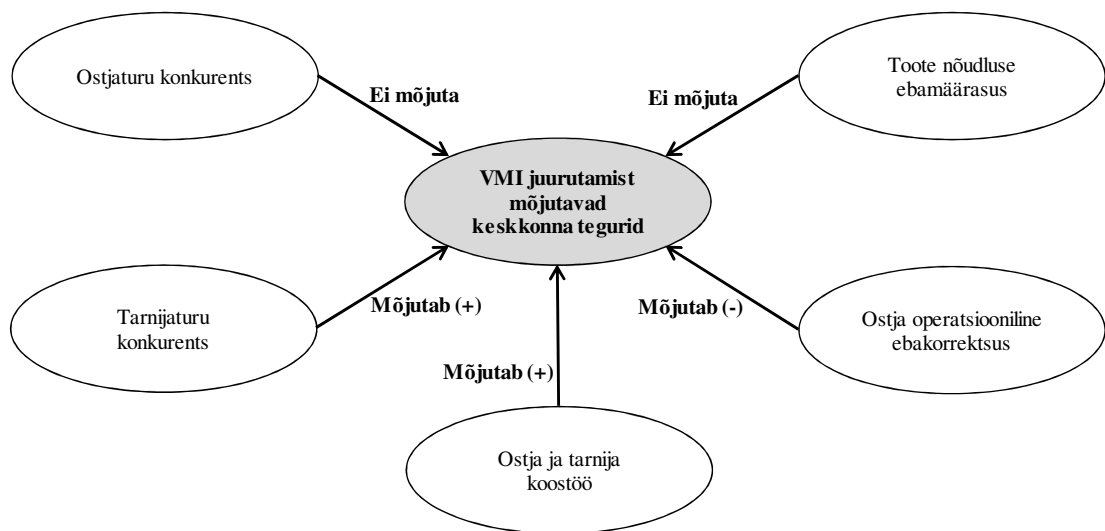 Ostjaturu konkurents
Toote nõudluse
ebamäärasus
Ei mõjuta
Ei mõjuta
VMI juurutamist
mõjutavad
keskkonna tegurid
Tarnijaturu
konkurents
Mõjutab (+)
Mõjutab (-)
Ostja operatsiooniline
ebakorrektsus
Mõjutab (+)
Ostja ja tarnija
koostöö